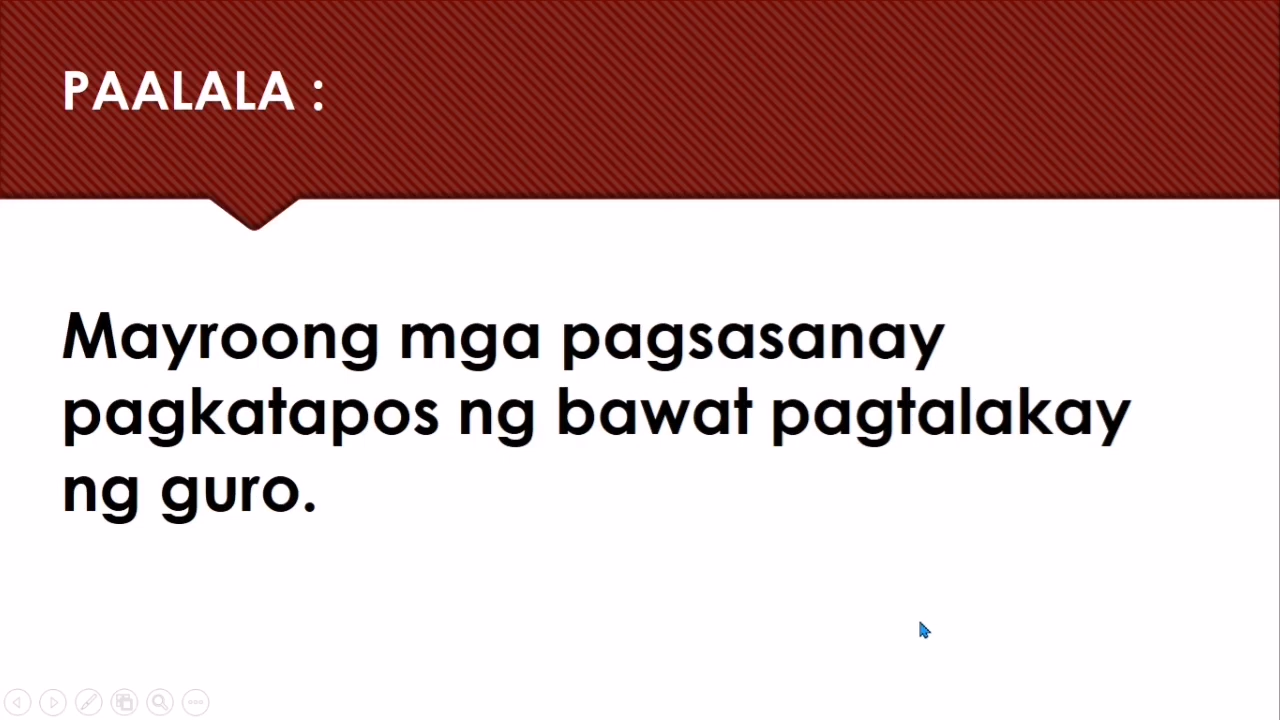 PAALALA :
Mayroong mga pagsasanay
pagkatapos ng bawat pagtalakay
ng guro.